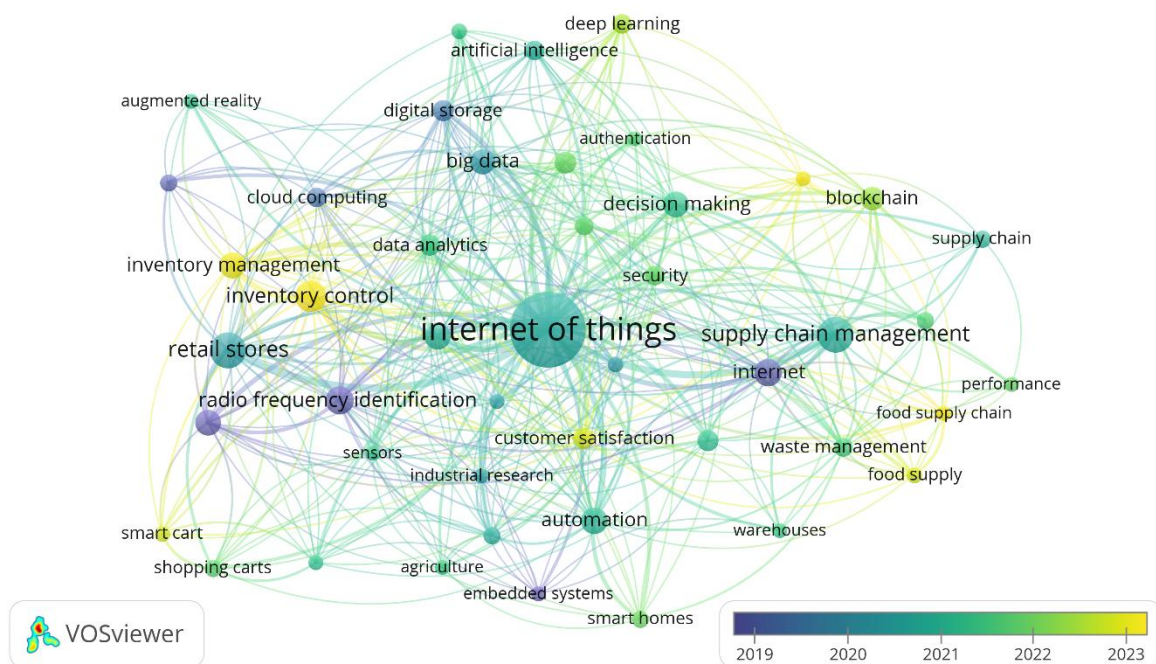 deep learning
artificial intelligence
augmented reality
digital storage
authentication
big data
cloud computing
decision making
blockchain
data analytics
supply chain
inventory management
security
inventory control
internet of things
supply chain management
retail stores
internet
performance
radio frequency identification
food supply chain
customer satisfaction
waste management
sensors
industrial research
food supply
automation
smart cart
warehouses
shopping carts
agriculture
embedded systems
smart homes
VOSviewer
2019 2020 2021 2022 2023